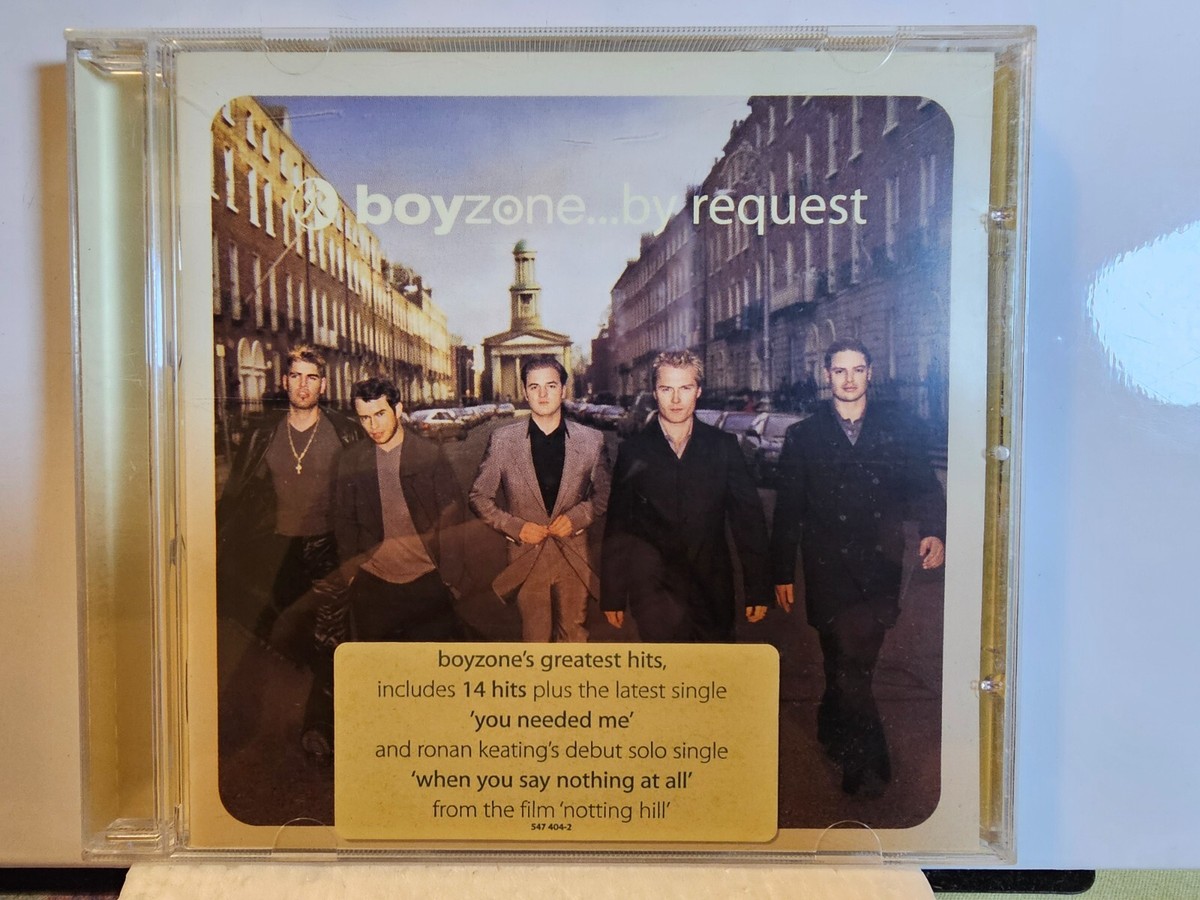 boyzone...by request
boyzone's greatest hits,
includes 14 hits plus the latest single
'you needed me'
and ronan keating's debut solo single
'when you say nothing at all'
from the film 'notting hill'
547 404-2